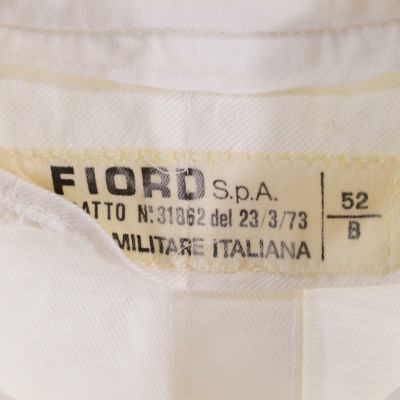 FIORD S.p.A.
ATTO N° 31862 del 23/3/73
MILITARE ITALIANA
52
B